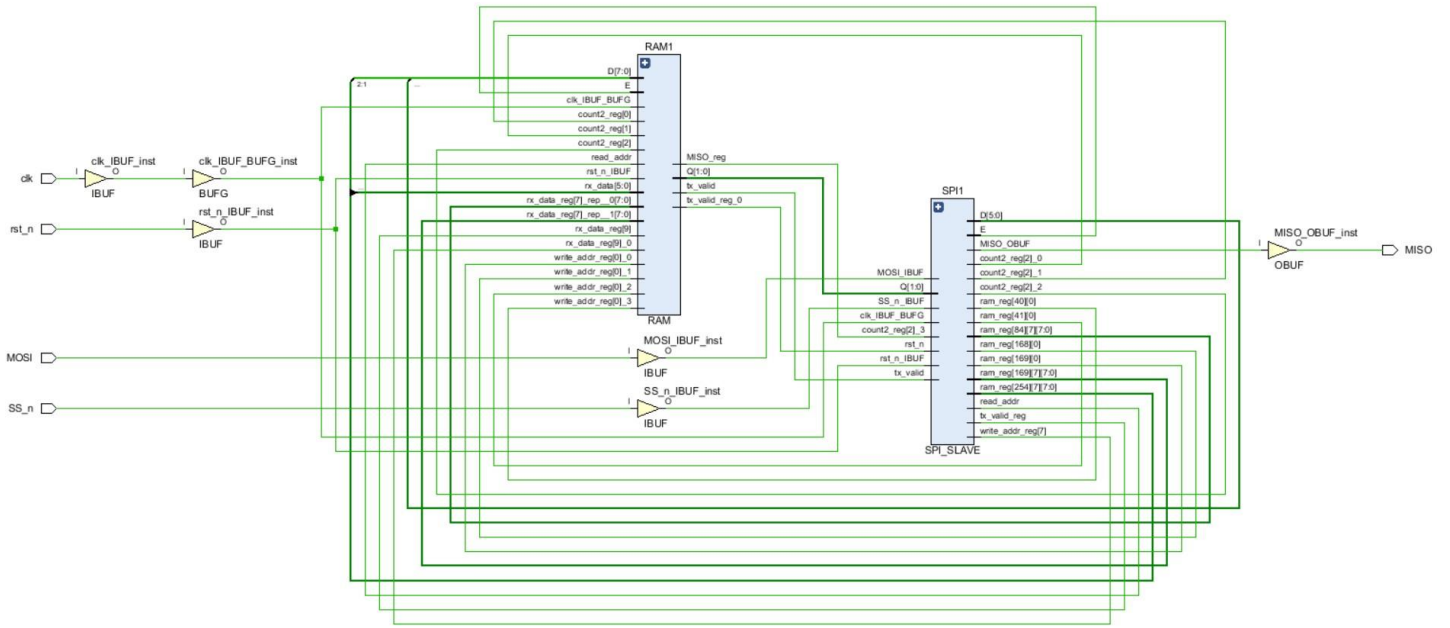 RAM1
D[7:0]
2:1
...
E
clk_IBUF_BUFG
count2_reg[0]
count2_reg[1]
count2_reg[2]
read_addr
rst_n_IBUF
rx_data[5:0]
rx_data_reg[7]_rep__0[7:0]
rx_data_reg[7]_rep__1[7:0]
rx_data_reg[9]
rx_data_reg[9]_0
write_addr_reg[0]_0
write_addr_reg[0]_1
write_addr_reg[0]_2
write_addr_reg[0]_3
MISO_reg
Q[1:0]
tx_valid
tx_valid_reg_0
RAM
clk
I
clk_IBUF_inst
O
IBUF
I
clk_IBUF_BUFG_inst
O
BUFG
rst_n
I
rst_n_IBUF_inst
O
IBUF
MOSI
I
MOSI_IBUF_inst
O
IBUF
SS_n
I
SS_n_IBUF_inst
O
IBUF
SPI1
MOSI_IBUF
Q[1:0]
SS_n_IBUF
clk_IBUF_BUFG
count2_reg[2]_3
rst_n
rst_n_IBUF
tx_valid
D[5:0]
E
MISO_OBUF
count2_reg[2]_0
count2_reg[2]_1
count2_reg[2]_2
ram_reg[40][0]
ram_reg[41][0]
ram_reg[84][7][7:0]
ram_reg[168][0]
ram_reg[169][0]
ram_reg[169][7][7:0]
ram_reg[254][7][7:0]
read_addr
tx_valid_reg
write_addr_reg[7]
SPI_SLAVE
I
MISO_OBUF_inst
O
OBUF
MISO